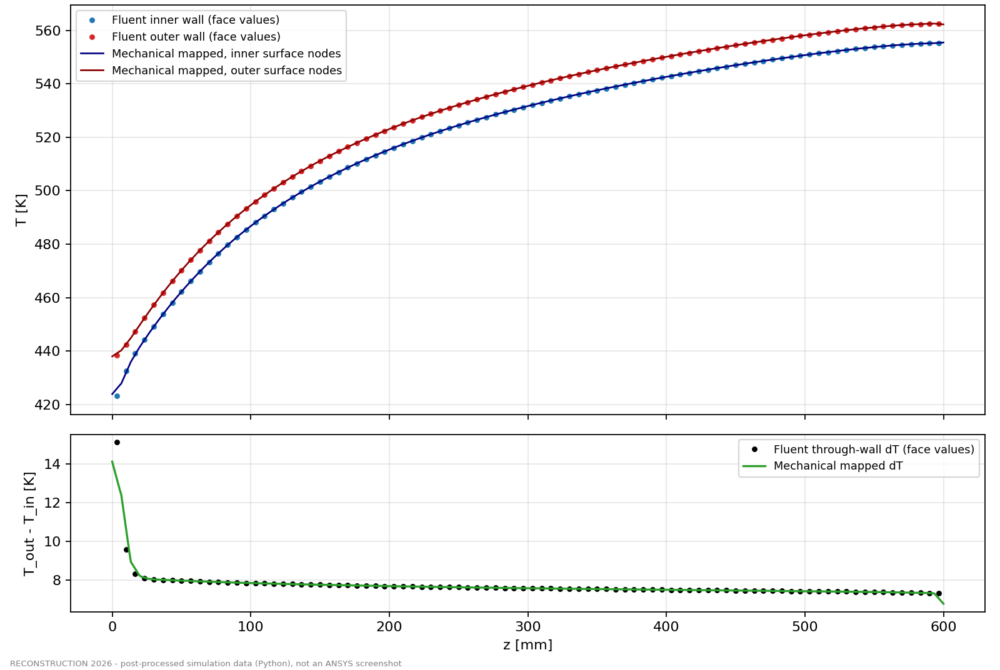 Fluent inner wall (face values)
Fluent outer wall (face values)
Mechanical mapped, inner surface nodes
Mechanical mapped, outer surface nodes
T [K]
560
540
520
500
480
460
440
420
Fluent through-wall dT (face values)
Mechanical mapped dT
T_out - T_in [K]
14
12
10
8
0 100 200 300 400 500 600
z [mm]
RECONSTRUCTION 2026 - post-processed simulation data (Python), not an ANSYS screenshot